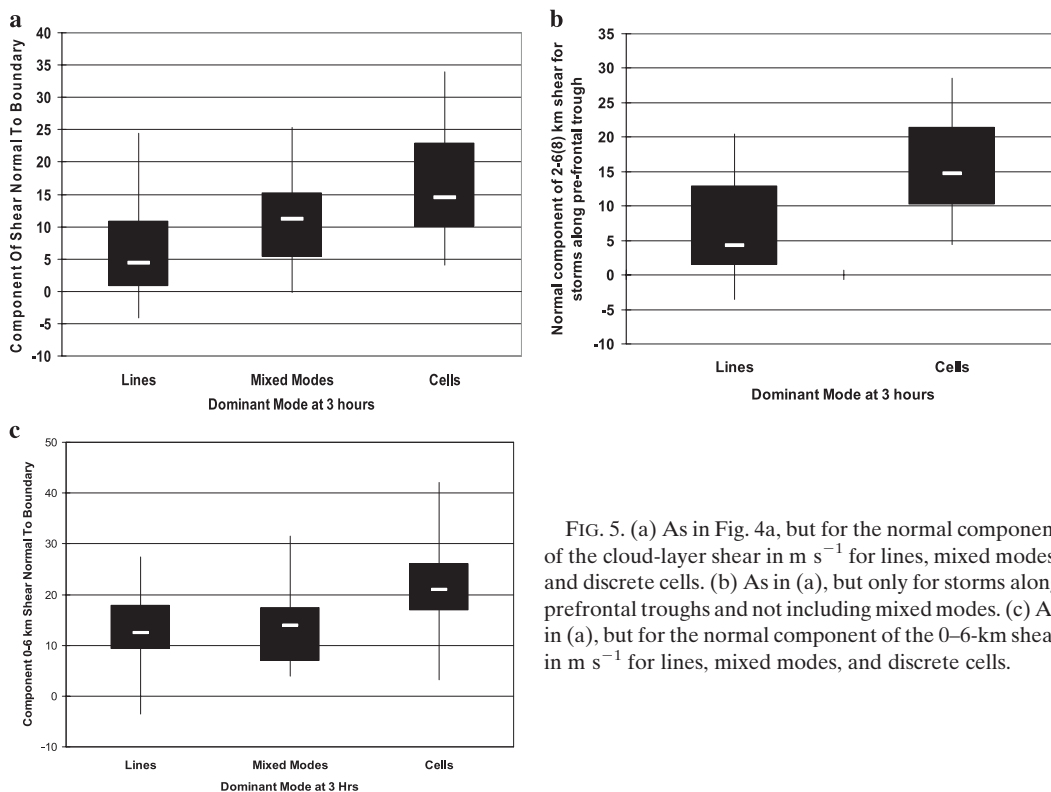 a
Component Of Shear Normal To Boundary
40
35
30
25
20
15
10
5
0
-5
-10
Lines Mixed Modes Cells
Dominant Mode at 3 hours
b
Normal component of 2-6(8) km shear for
storms along pre-frontal trough
35
30
25
20
15
10
5
0
-5
-10
Lines Cells
Dominant Mode at 3 hours
c
Component 0-6 km Shear Normal To Boundary
50
40
30
20
10
0
-10
Lines Mixed Modes Cells
Dominant Mode at 3 Hrs
FIG. 5. (a) As in Fig. 4a, but for the normal component
of the cloud-layer shear in m s⁻¹ for lines, mixed modes
and discrete cells. (b) As in (a), but only for storms along
prefrontal troughs and not including mixed modes. (c) A
in (a), but for the normal component of the 0–6-km shear
in m s⁻¹ for lines, mixed modes, and discrete cells.